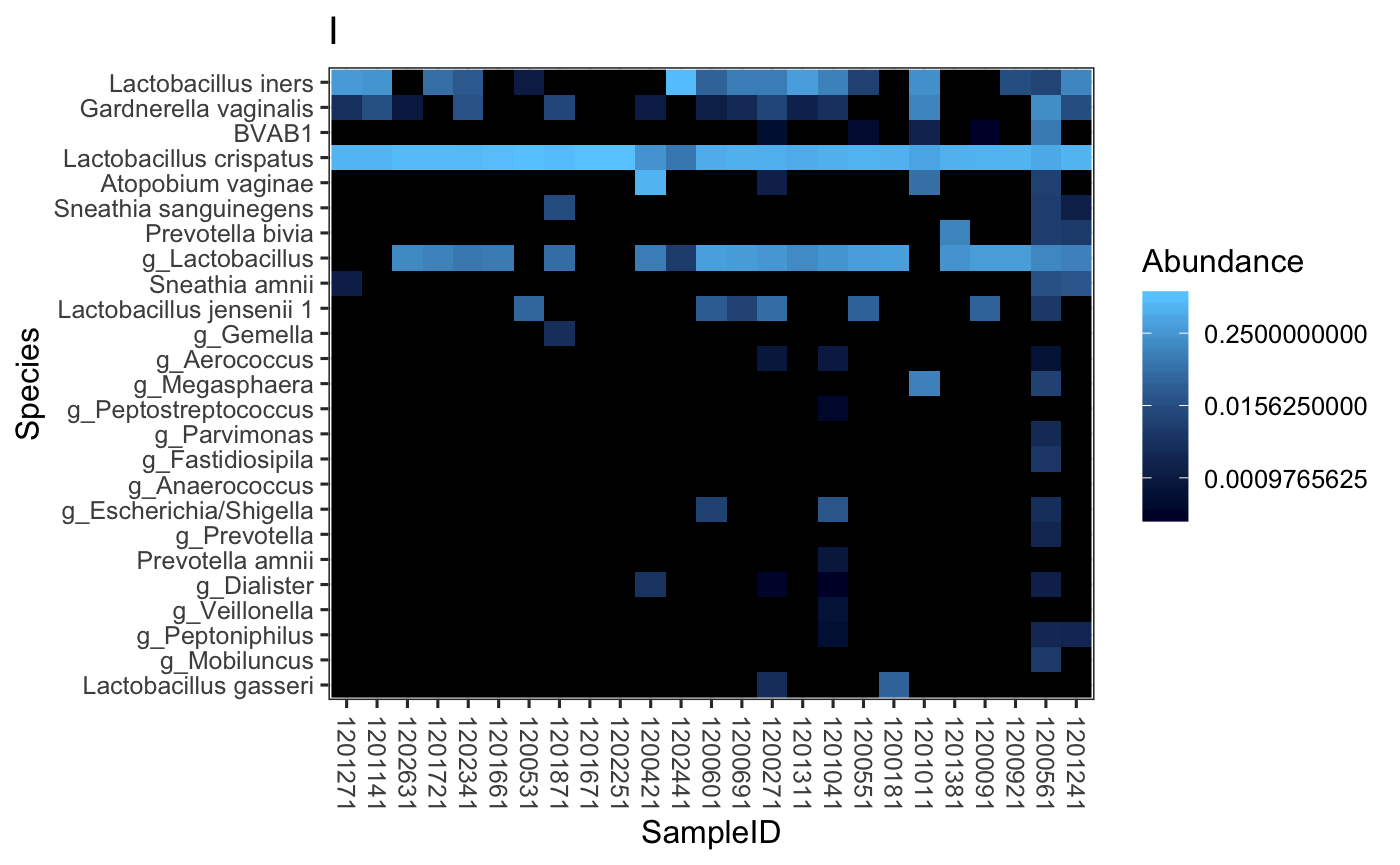 I
Lactobacillus iners
Gardnerella vaginalis
BVAB1
Lactobacillus crispatus
Atopobium vaginae
Sneathia sanguinegens
Prevotella bivia
g_Lactobacillus
Sneathia amnii
Lactobacillus jensenii 1
g_Gemella
g_Aerococcus
g_Megasphaera
g_Peptostreptococcus
g_Parvimonas
g_Fastidiosipila
g_Anaerococcus
g_Escherichia/Shigella
g_Prevotella
Prevotella amnii
g_Dialister
g_Veillonella
g_Peptoniphilus
g_Mobiluncus
Lactobacillus gasseri
Species
1201271
1201141
1202631
1201721
1202341
1201661
1200531
1201871
1201671
1202251
1200421
1202441
1200601
1200691
1200271
1201311
1201041
1200551
1200181
1201011
1201381
1200091
1200921
1200561
1201241
SampleID
Abundance
0.2500000000
0.0156250000
0.0009765625